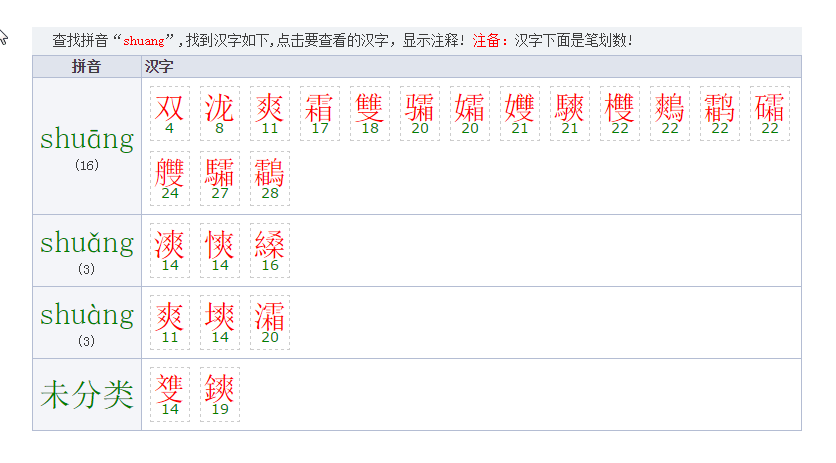 查找拼音“shuang”,找到汉字如下,点击要查看的汉字，显示注释！注备：汉字下面是笔划数！
拼音 汉字
shuāng
(16)
双 泷 爽 霜 雙 骦 孀 孇 騻 欆 鷞 鹴 礵
4 8 11 17 18 20 20 21 21 22 22 22 22
艭 驦 鸘
24 27 28
shuǎng
(3)
漺 慡 縔
14 14 16
shuàng
(3)
爽 塽 灀
11 14 20
未分类
鏯
14 19